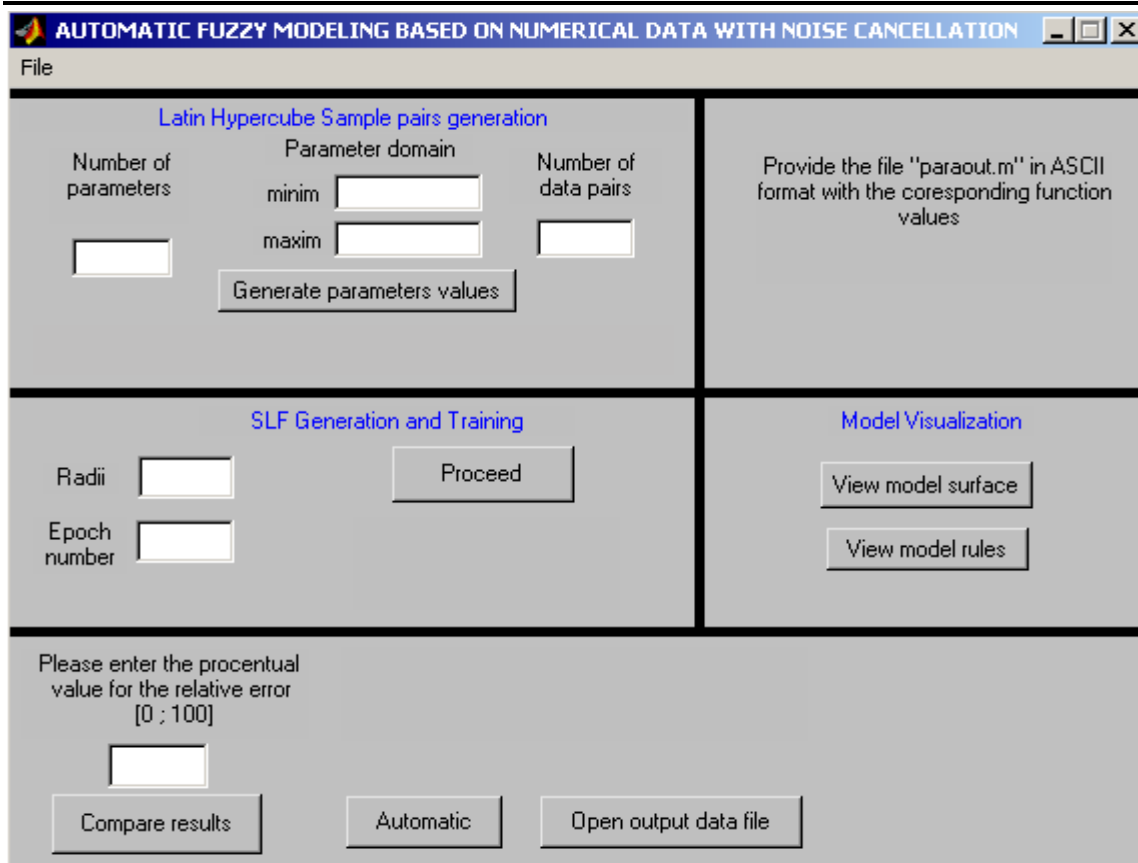 AUTOMATIC FUZZY MODELING BASED ON NUMERICAL DATA WITH NOISE CANCELLATION
File
Latin Hypercube Sample pairs generation
Number of
parameters
Parameter domain
minim
maxim
Number of
data pairs
Generate parameters values
Provide the file "paraout.m" in ASCII
format with the coresponding function
values
SLF Generation and Training
Radii
Epoch
number
Proceed
Model Visualization
View model surface
View model rules
Please enter the procentual
value for the relative error
[0 ; 100]
Compare results
Automatic
Open output data file